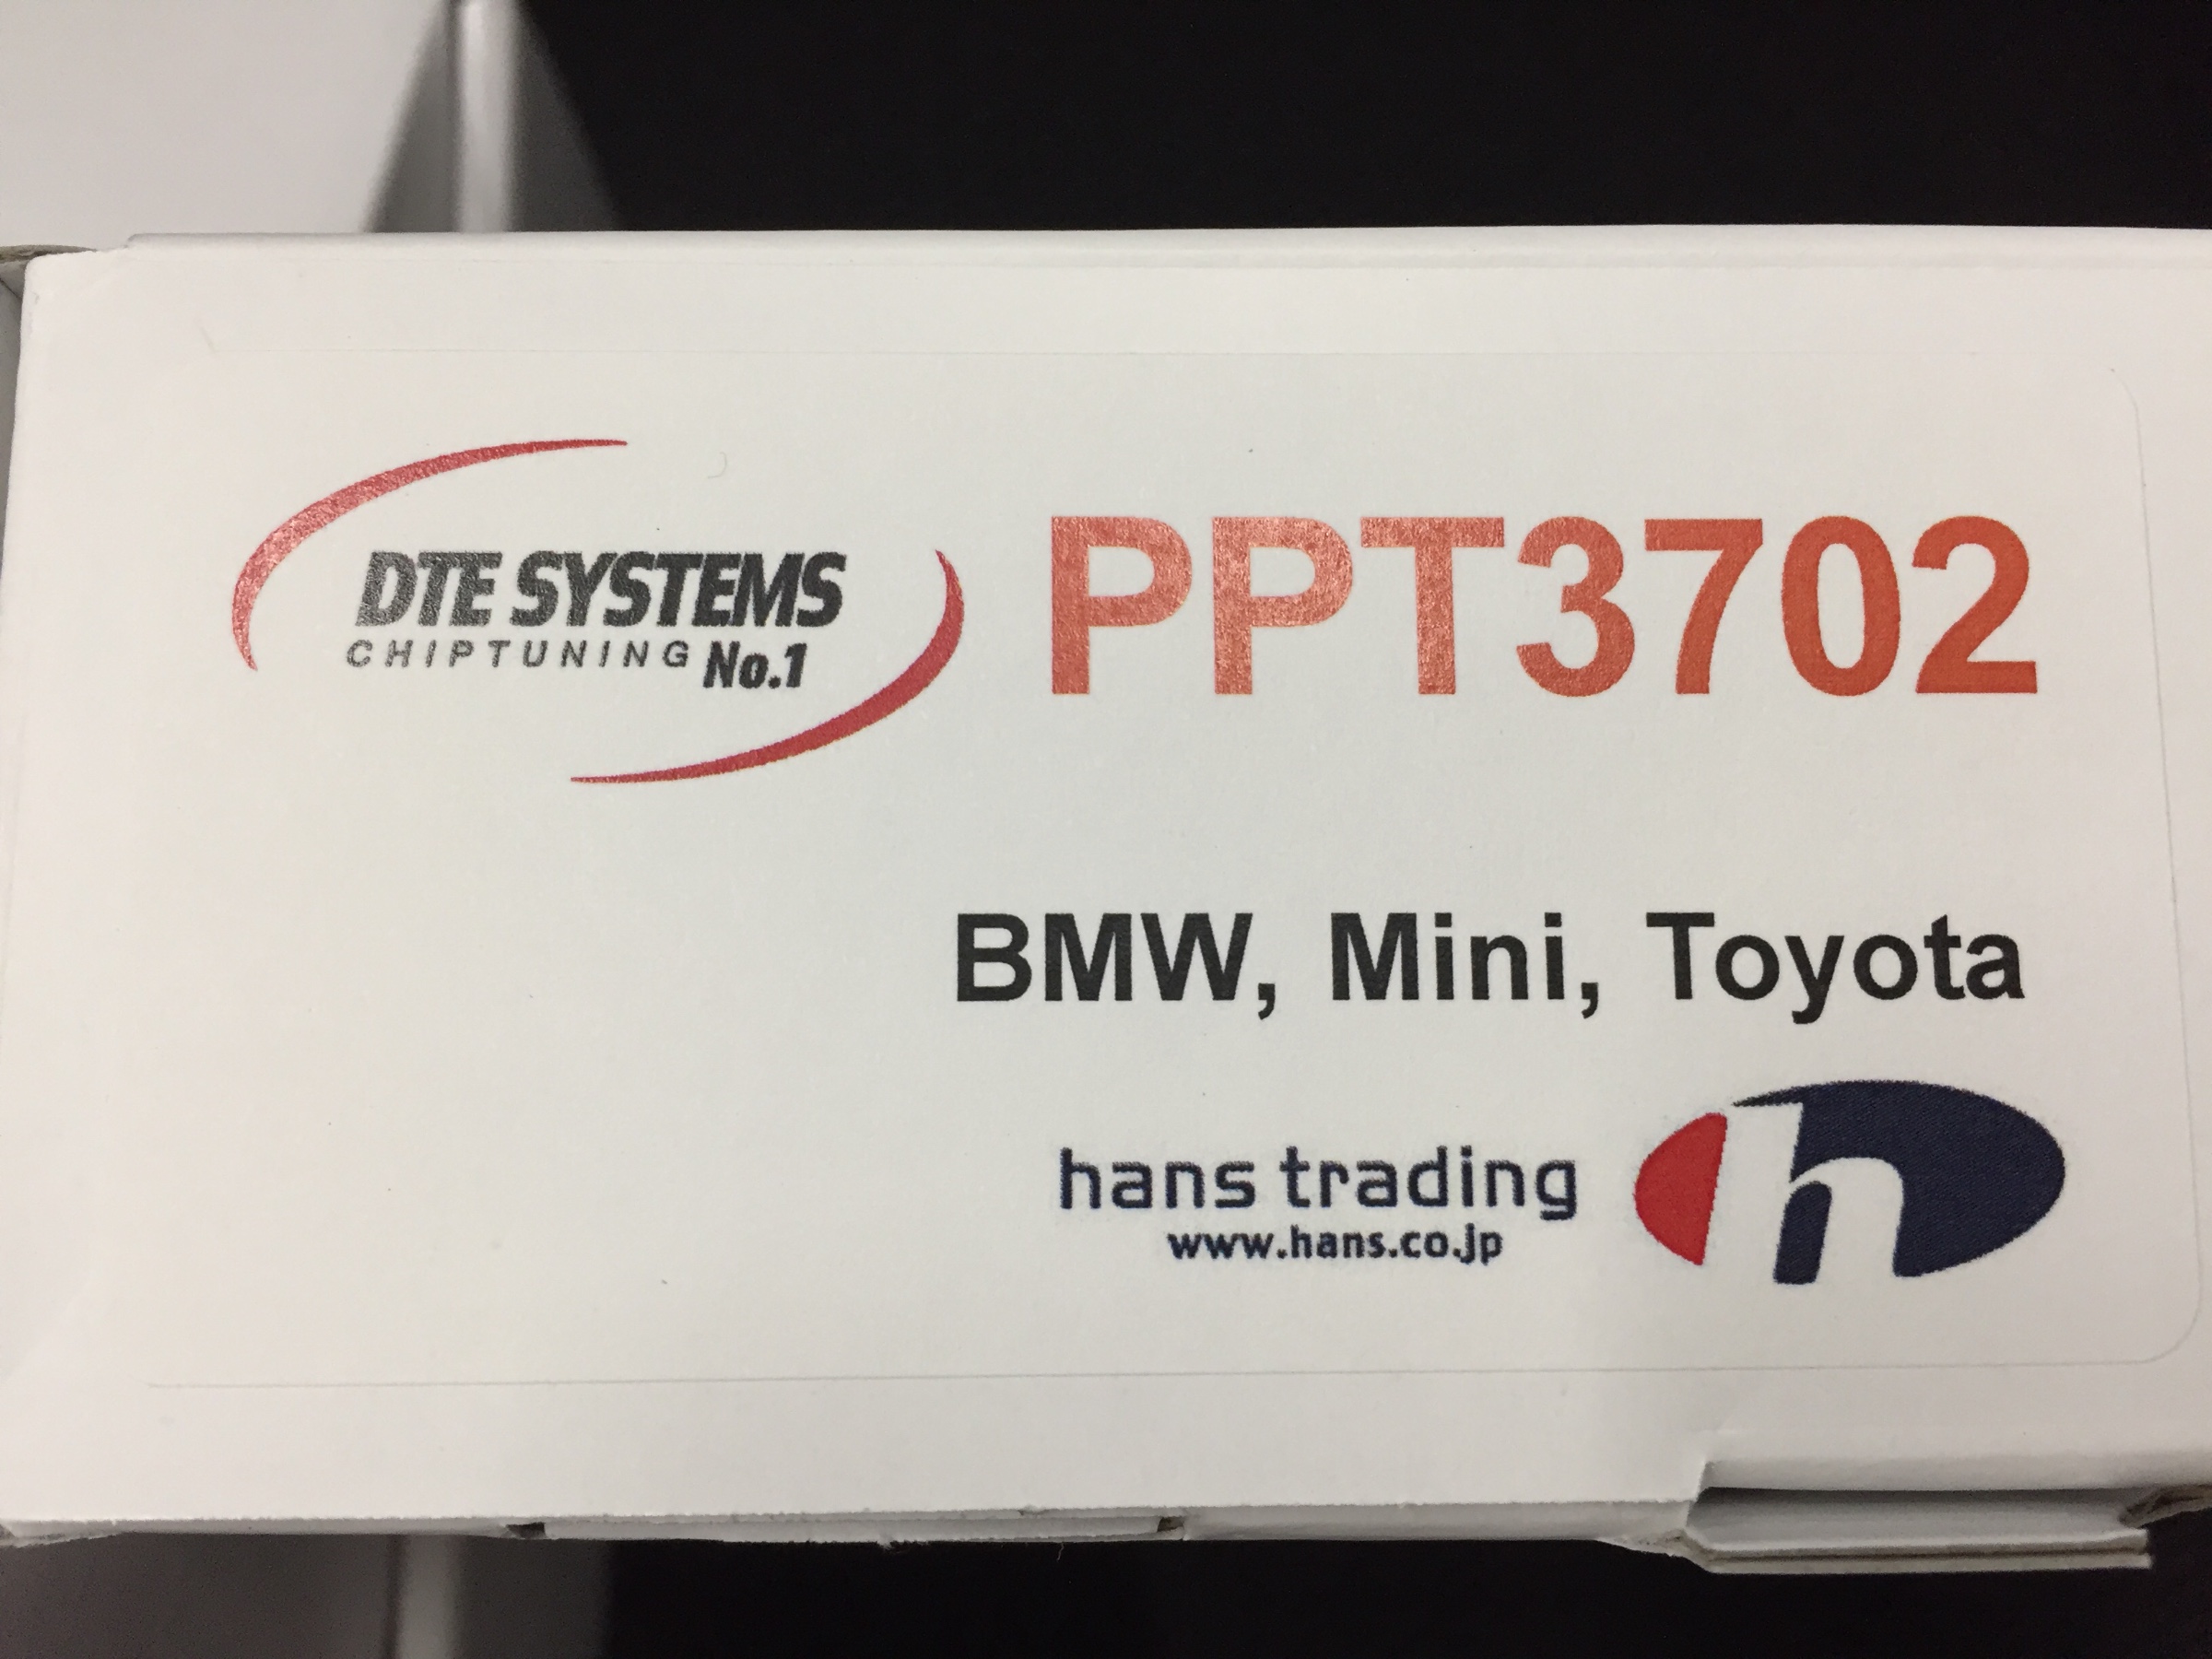 DTE SYSTEMS
CHIPTUNING No.1
PPT3702
BMW, Mini, Toyota
hans trading
www.hans.co.jp
h